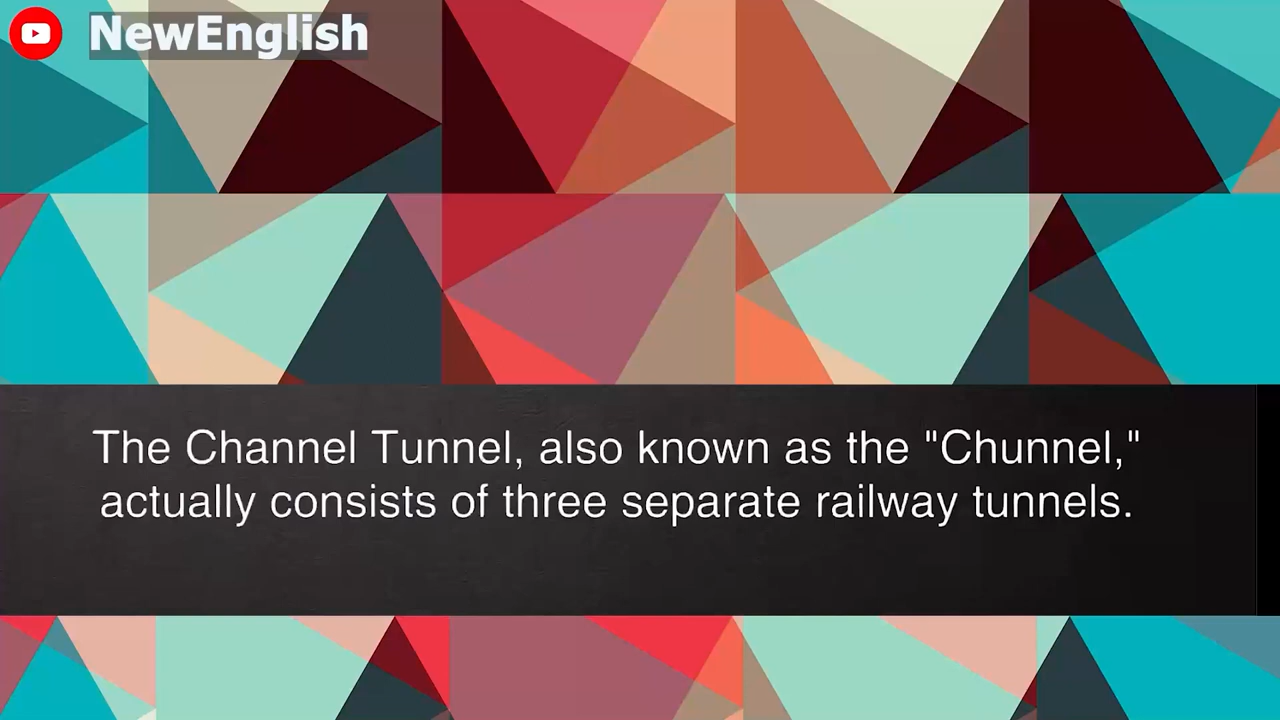 NewEnglish
The Channel Tunnel, also known as the "Chunnel,"
actually consists of three separate railway tunnels.